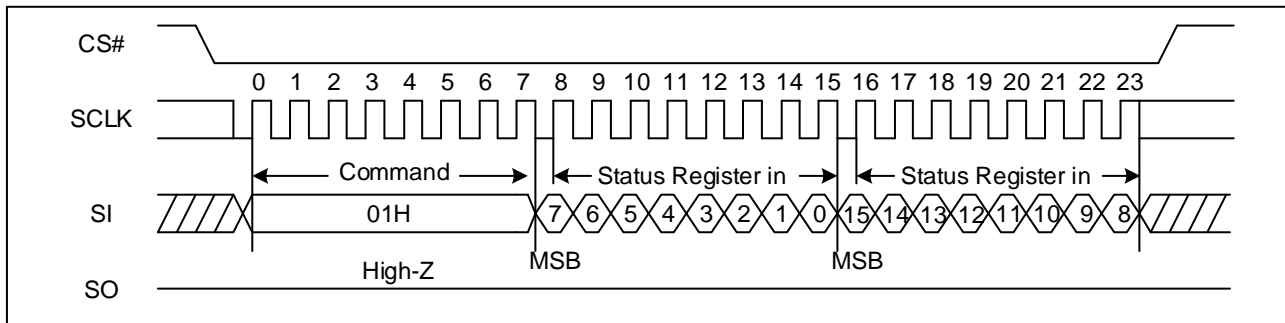 CS#
0 1 2 3 4 5 6 7 8 9 10 11 12 13 14 15 16 17 18 19 20 21 22 23
SCLK
Command Status Register in Status Register in
SI 01H 7 6 5 4 3 2 1 0 15 14 13 12 11 10 9 8
High-Z MSB MSB
SO